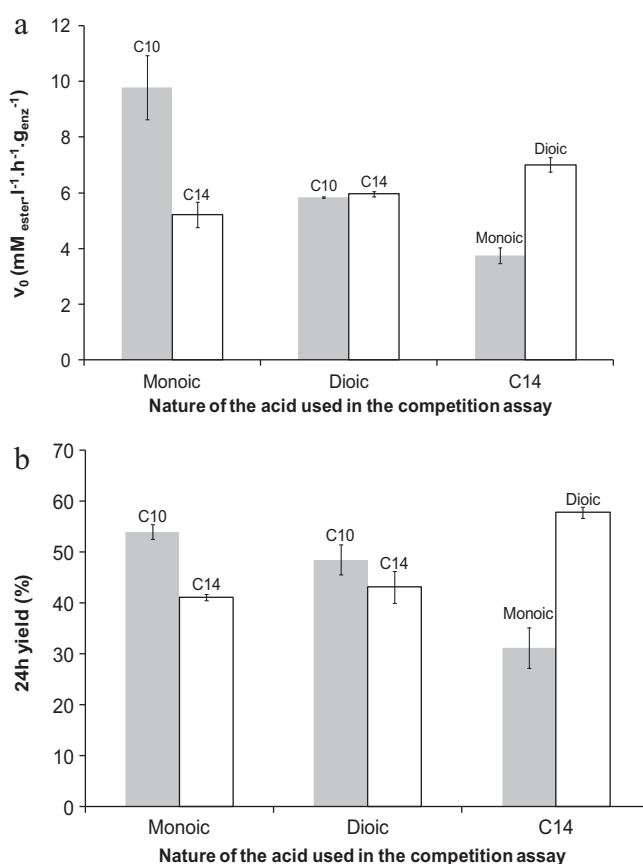 a
12
10
8
6
4
2
0
v₀ (mM ester.l⁻¹.h⁻¹.g enz⁻¹)
C10
C14
C10
C14
Monoic
Dioic
Monoic
Dioic
C14
Nature of the acid used in the competition assay
b
70
60
50
40
30
20
10
0
24h yield (%)
C10
C14
C10
C14
Monoic
Dioic
Monoic
Dioic
C14
Nature of the acid used in the competition assay